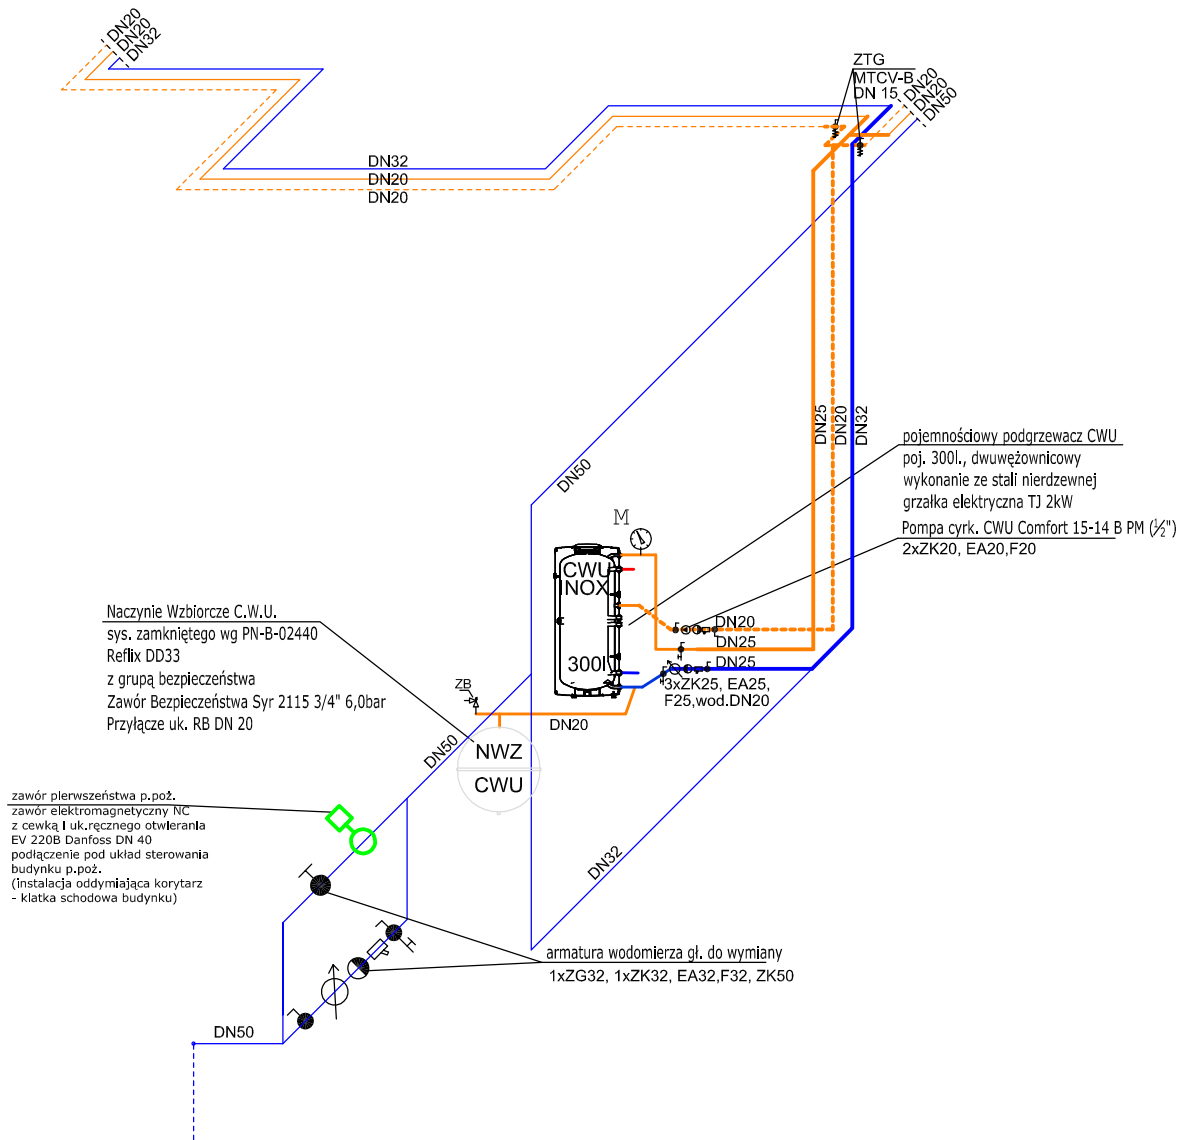 DN20
DN20
DN32
ZTG
MTCV-B
DN 15
DN20
DN20
DN50
DN32
DN20
DN20
DN25
DN20
DN32
DN50
pojemnościowy podgrzewacz CWU
poj. 300l., dwuwężownicowy
wykonanie ze stali nierdzewnej
grzałka elektryczna TJ 2kW
Pompa cyrk. CWU Comfort 15-14 B PM (½")
2xZK20, EA20,F20
M
CWU
INOX
300l
DN20
DN25
DN25
3xZK25, EA25,
F25,wod.DN20
Naczynie Wzbiorcze C.W.U.
sys. zamkniętego wg PN-B-02440
Reflix DD33
z grupą bezpieczeństwa
Zawór Bezpieczeństwa Syr 2115 3/4" 6,0bar
Przyłącze uk. RB DN 20
ZB
DN20
DN50
NWZ
CWU
zawór pierwszeństwa p.poż.
zawór elektromagnetyczny NC
z cewką i uk.ręcznego otwierania
EV 220B Danfoss DN 40
podłączenie pod układ sterowania
budynku p.poż.
(instalacja oddymiająca korytarz
- klatka schodowa budynku)
DN32
armatura wodomierza gł. do wymiany
1xZG32, 1xZK32, EA32,F32, ZK50
DN50